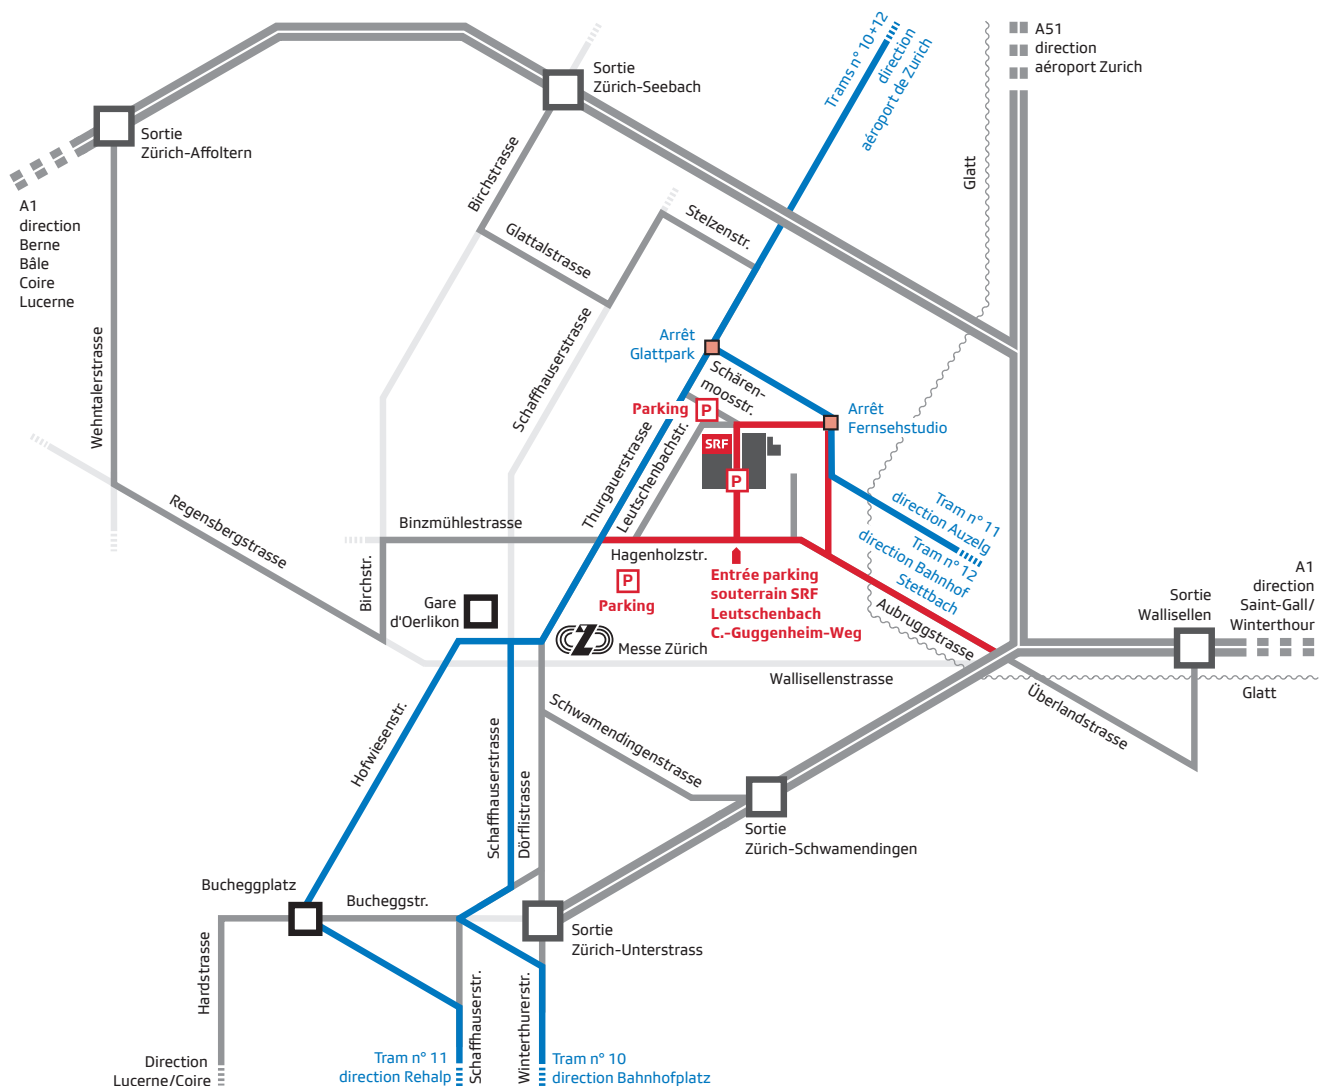 Trams n° 10+12
direction
aéroport de Zurich
A51
direction
aéroport Zurich
Sortie
Zürich-Seebach
Sortie
Zürich-Affoltern
A1
direction
Berne
Bâle
Coire
Lucerne
Birchstrasse
Glatt
Stelzenstr.
Glattalstrasse
Schaffhauserstrasse
Wehntalerstrasse
Arrêt
Glattpark
Schären-
moosstr.
Parking
P
Arrêt
Fernsehstudio
SRF
P
Thurgauerstrasse
Leutschenbachstr.
Regensbergstrasse
Binzmühlestrasse
Hagenholzstr.
Tram n° 11
direction Auzelg
Tram n° 12
direction Bahnhof
Stettbach
Birchstr.
P
Parking
Entrée parking
souterrain SRF
Leutschenbach
C.-Guggenheim-Weg
Aubruggstrasse
Gare
d'Oerlikon
Z
Messe Zürich
Sortie
Wallisellen
A1
direction
Saint-Gall/
Winterthour
Wallisellenstrasse
Überlandstrasse
Glatt
Hofwiesenstr.
Schwamendingenstrasse
Schaffhauserstrasse
Dörflistrasse
Sortie
Zürich-Schwamendingen
Bucheggplatz
Bucheggstr.
Sortie
Zürich-Unterstrass
Hardstrasse
Schaffhauserstr.
Winterthurerstr.
Direction
Lucerne/Coire
Tram n° 11
direction Rehalp
Tram n° 10
direction Bahnhofplatz